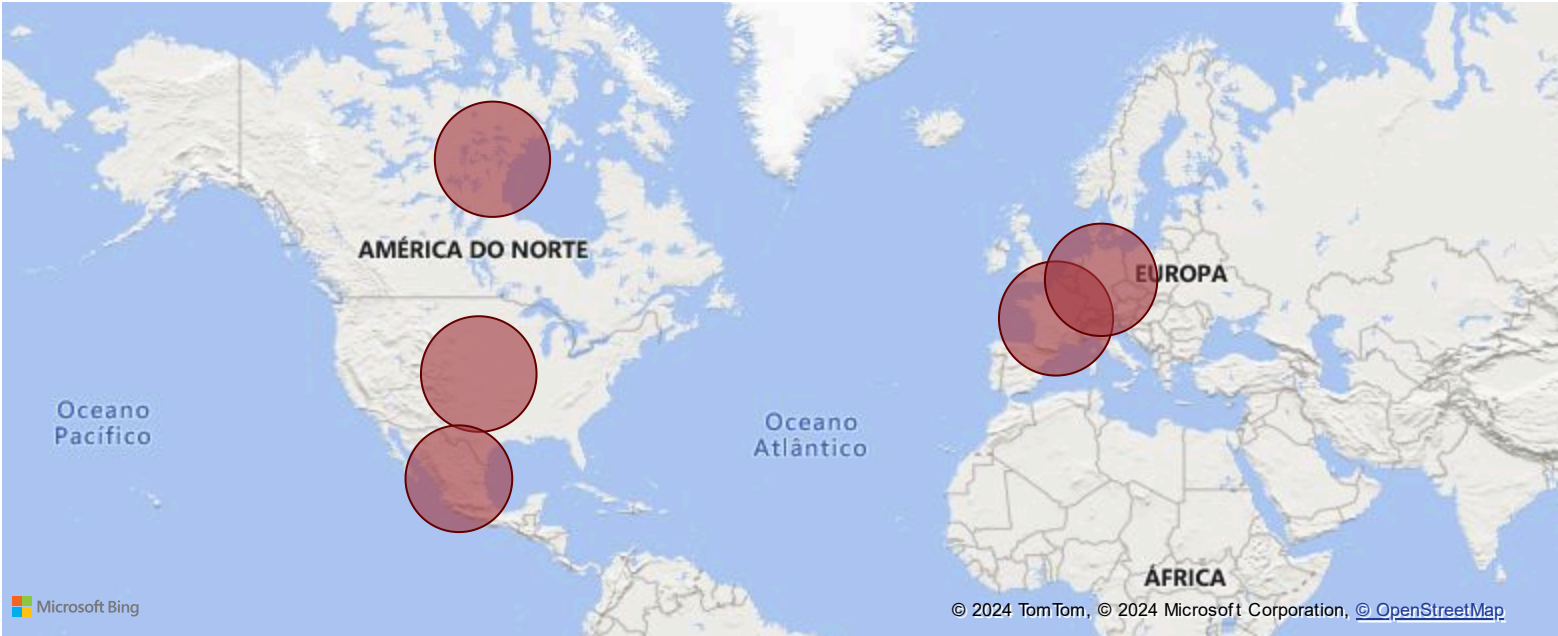 AMÉRICA DO NORTE
EUROPA
Oceano
Pacífico
Oceano
Atlântico
ÁFRICA
Microsoft Bing
© 2024 TomTom, © 2024 Microsoft Corporation, © OpenStreetMap